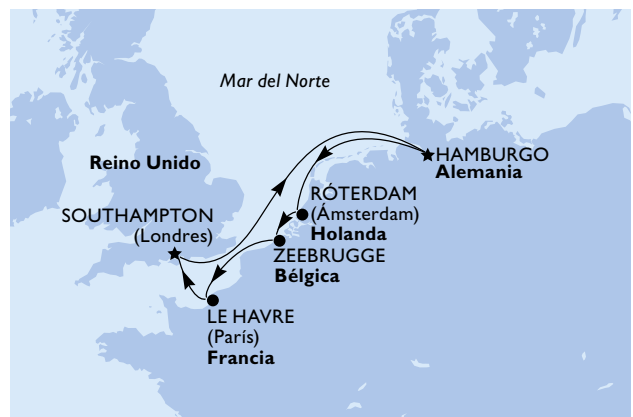 Mar del Norte
Reino Unido
HAMBURGO
Alemania
SOUTHAMPTON
(Londres)
RÓTERDAM
(Ámsterdam)
Holanda
ZEEBRUGGE
Bélgica
LE HAVRE
(París)
Francia